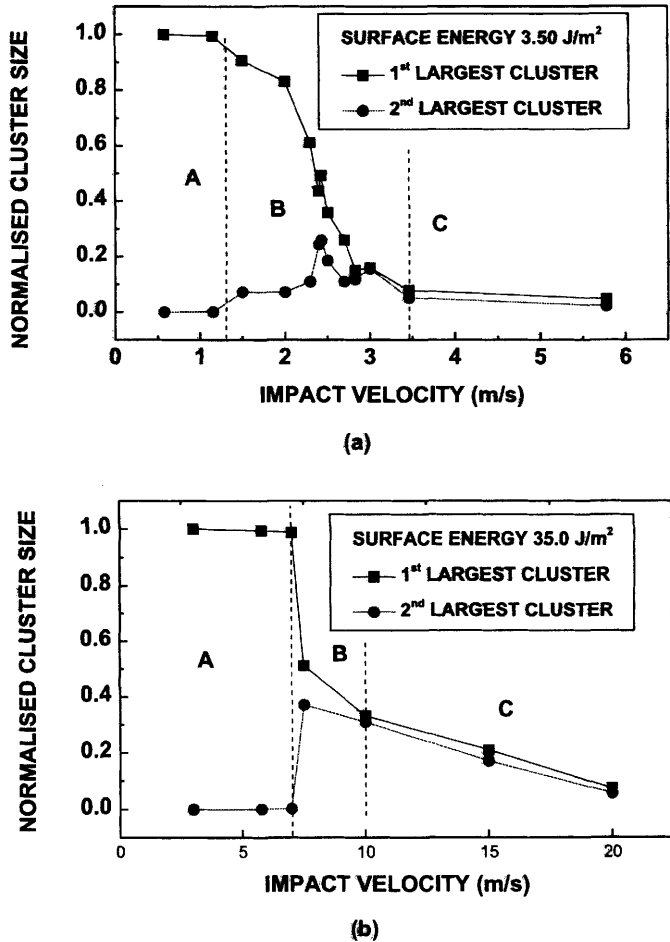 SURFACE ENERGY 3.50 J/m²
1st LARGEST CLUSTER
2nd LARGEST CLUSTER
NORMALISED CLUSTER SIZE
1.0
0.8
0.6
0.4
0.2
0.0
A
B
C
0 1 2 3 4 5 6
IMPACT VELOCITY (m/s)
(a)
SURFACE ENERGY 35.0 J/m²
1st LARGEST CLUSTER
2nd LARGEST CLUSTER
NORMALISED CLUSTER SIZE
1.0
0.8
0.6
0.4
0.2
0.0
A
B
C
0 5 10 15 20
IMPACT VELOCITY (m/s)
(b)